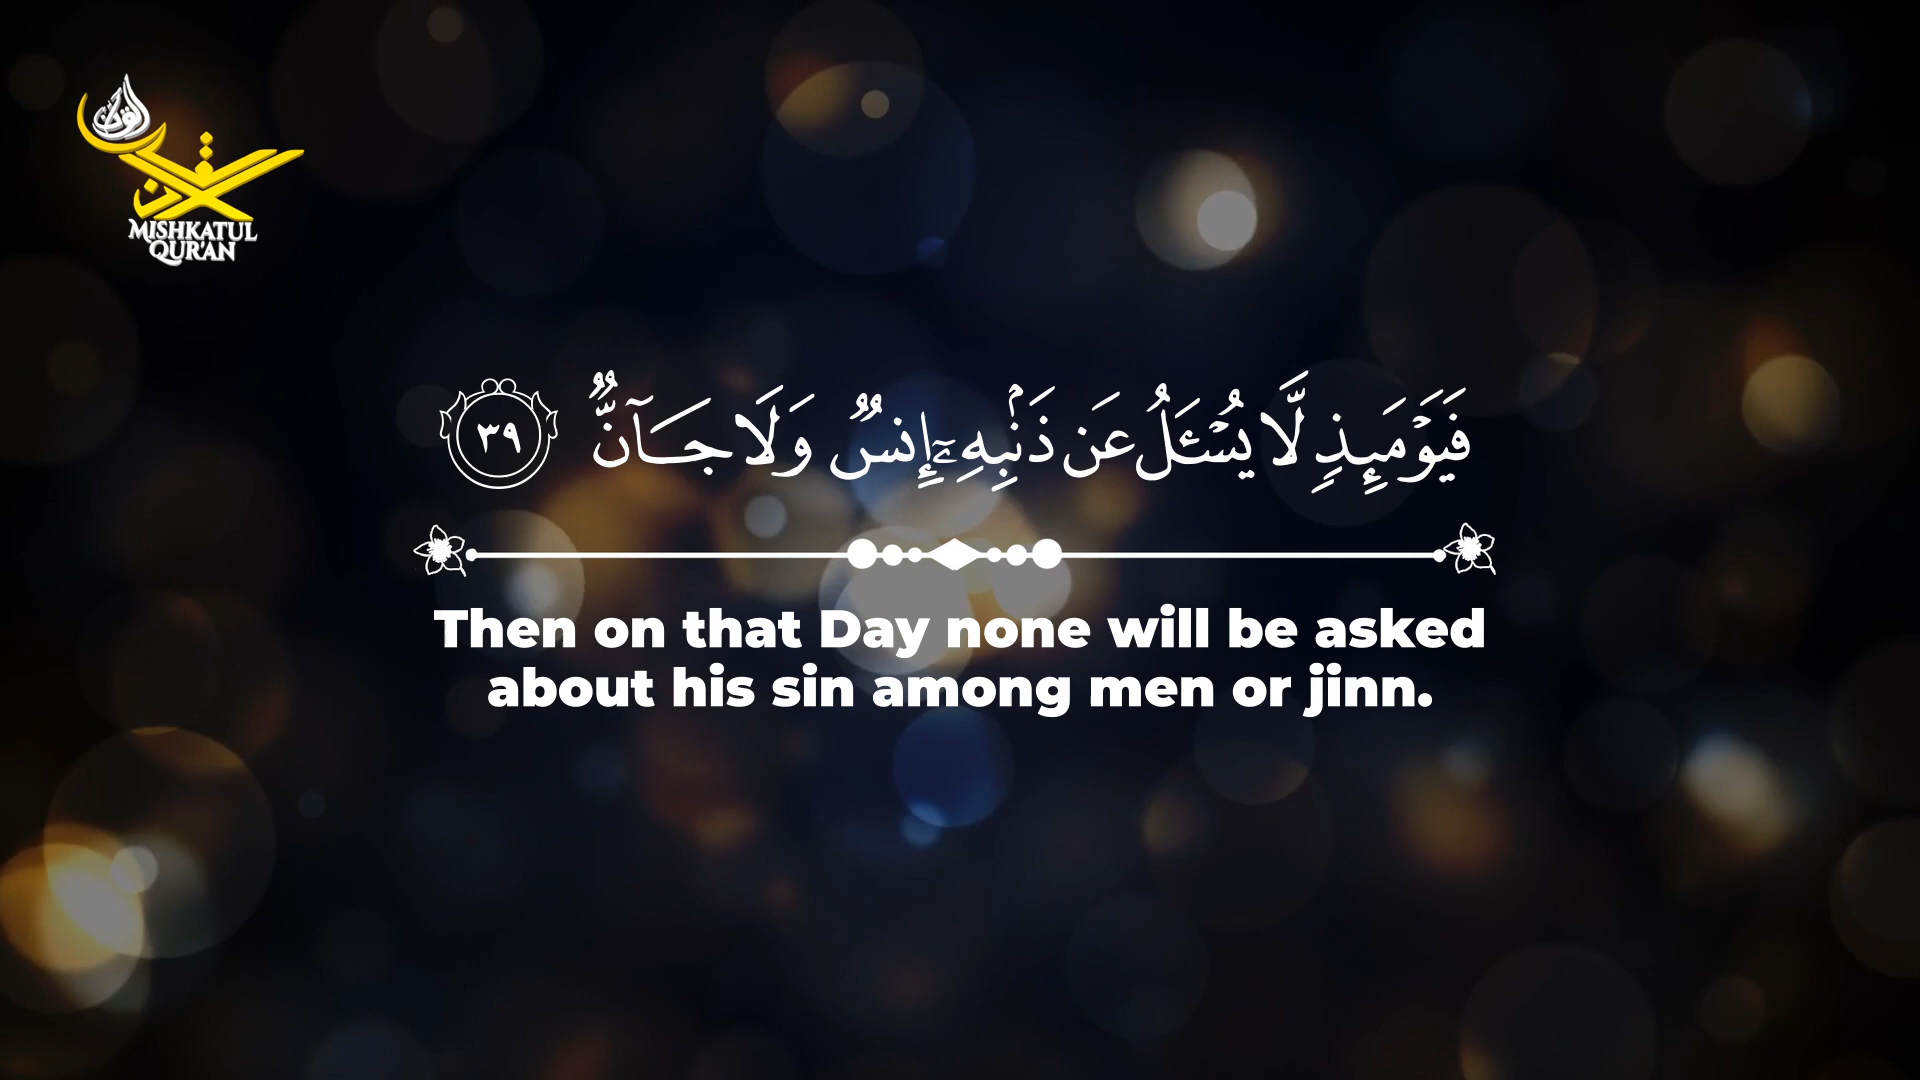 القرآن
MISHKATUL
QUR'AN
فَيَوْمَئِذٍ لَّا يُسْـَٔلُ عَن ذَنۢبِهِۦٓ إِنسٌ وَلَا جَآنٌّ ٣٩
Then on that Day none will be asked
about his sin among men or jinn.